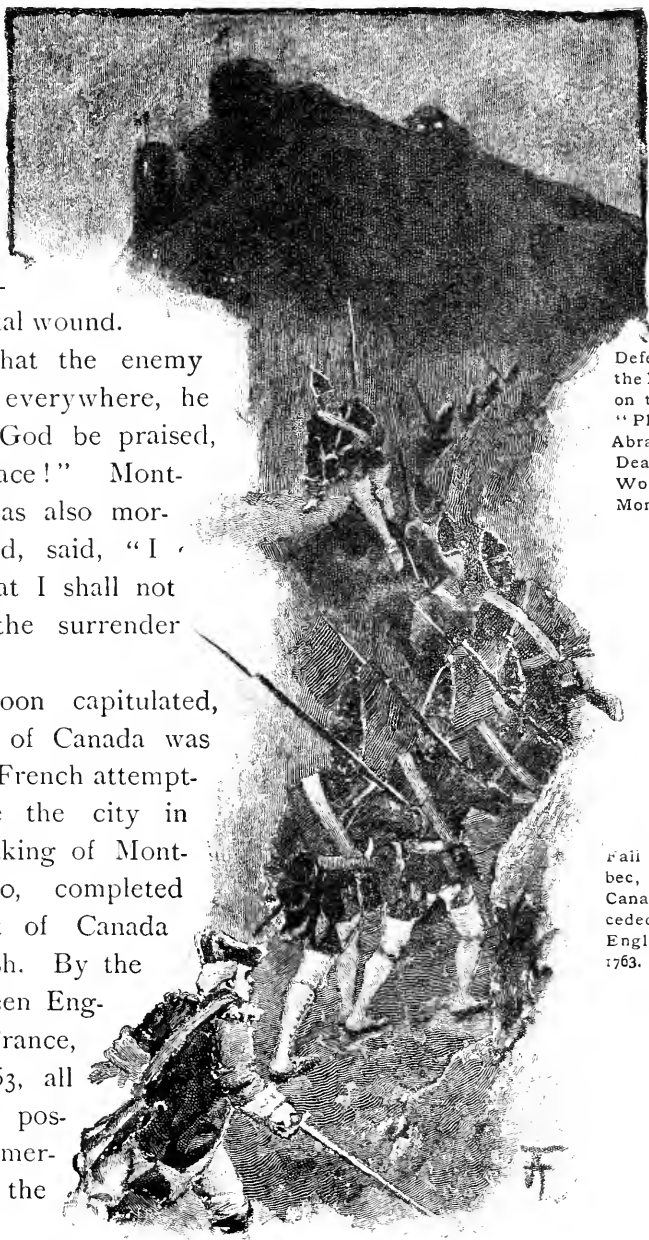 al wound.
hat the enemy
everywhere, he
God be praised,
ace!" Mont-
as also mor-
d, said, "I
at I shall not
the surrender
oon capitulated,
of Canada was
French attempt-
e the city in
king of Mont-
o, completed
t of Canada
sh. By the
een Eng-
rance,
63, all
pos-
mer-
the
Defe
the
on t
"Pl
Abra
Dea
Wo
Mon
Fall
bec,
Cana
cedec
Engl
1763.